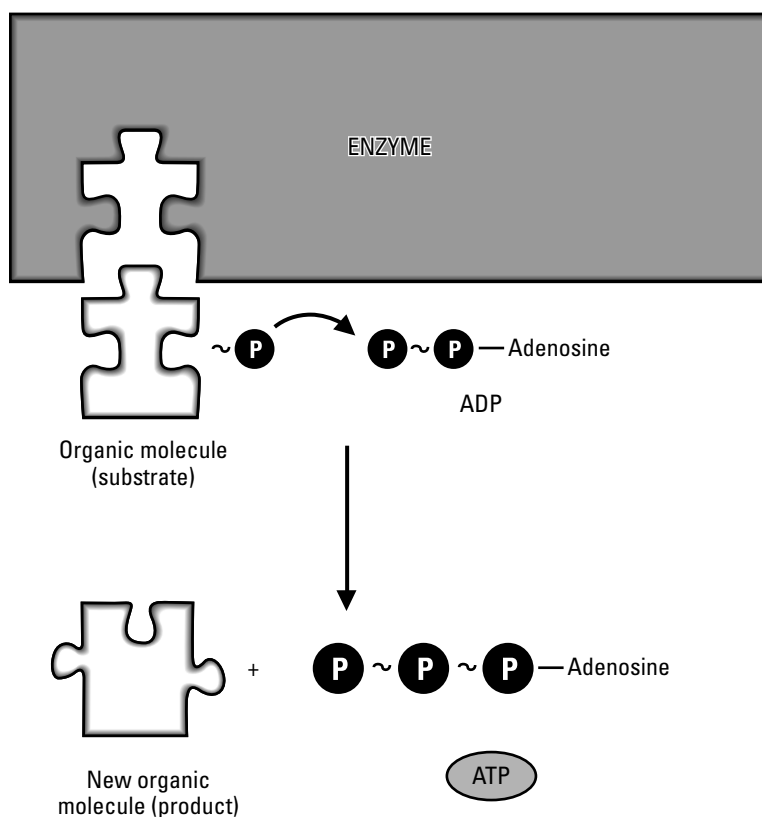 ENZYME
~P
P~P—Adenosine
ADP
Organic molecule
(substrate)
+
P ~ P ~ P—Adenosine
ATP
New organic
molecule (product)